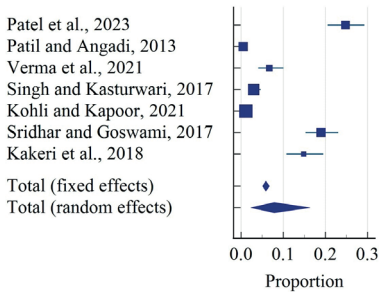 Patel et al., 2023
Patil and Angadi, 2013
Verma et al., 2021
Singh and Kasturwari, 2017
Kohli and Kapoor, 2021
Sridhar and Goswami, 2017
Kakeri et al., 2018
Total (fixed effects)
Total (random effects)
0.0 0.1 0.2 0.3
Proportion